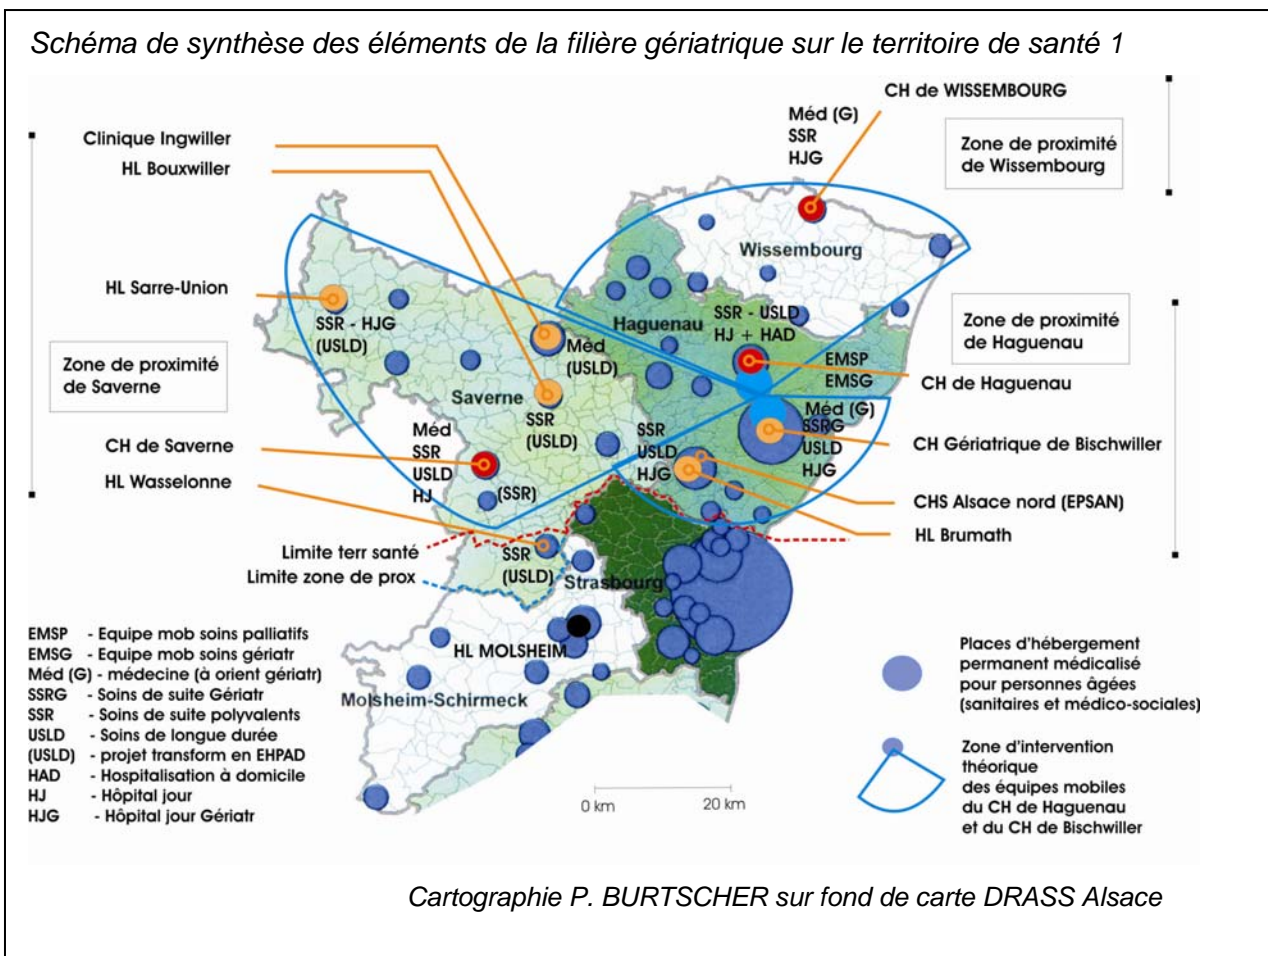 Schéma de synthèse des éléments de la filière gériatrique sur le territoire de santé 1
CH de WISSEMBOURG
Méd (G)
SSR
HJG
Zone de proximité
de Wissembourg
Clinique Ingwiller
HL Bouxwiller
Wissembourg
HL Sarre-Union
SSR - HJG
(USLD)
Haguenau
SSR - USLD
HJ + HAD
Zone de proximité
de Haguenau
Méd
(USLD)
EMSP
EMSG
CH de Haguenau
Zone de proximité
de Saverne
Saverne
SSR
(USLD)
Méd (G)
SSRG
USLD
HJG
CH Gériatrique de Bischwiller
CH de Saverne
Méd
SSR
USLD
HJ
(SSR)
SSR
USLD
HJG
HL Wasselonne
CHS Alsace nord (EPSAN)
HL Brumath
Limite terr santé
Limite zone de prox
SSR
(USLD)
Strasbourg
HL MOLSHEIM
Molsheim-Schirmeck
EMSP - Equipe mob soins palliatifs
EMSG - Equipe mob soins gériatr
Méd (G) - médecine (à orient gériatr)
SSRG - Soins de suite Gériatr
SSR - Soins de suite polyvalents
USLD - Soins de longue durée
(USLD) - projet transform en EHPAD
HAD - Hospitalisation à domicile
HJ - Hôpital jour
HJG - Hôpital jour Gériatr
0 km 20 km
Places d'hébergement
permanent médicalisé
pour personnes âgées
(sanitaires et médico-sociales)
Zone d'intervention
théorique
des équipes mobiles
du CH de Haguenau
et du CH de Bischwiller
Cartographie P. BURTSCHER sur fond de carte DRASS Alsace